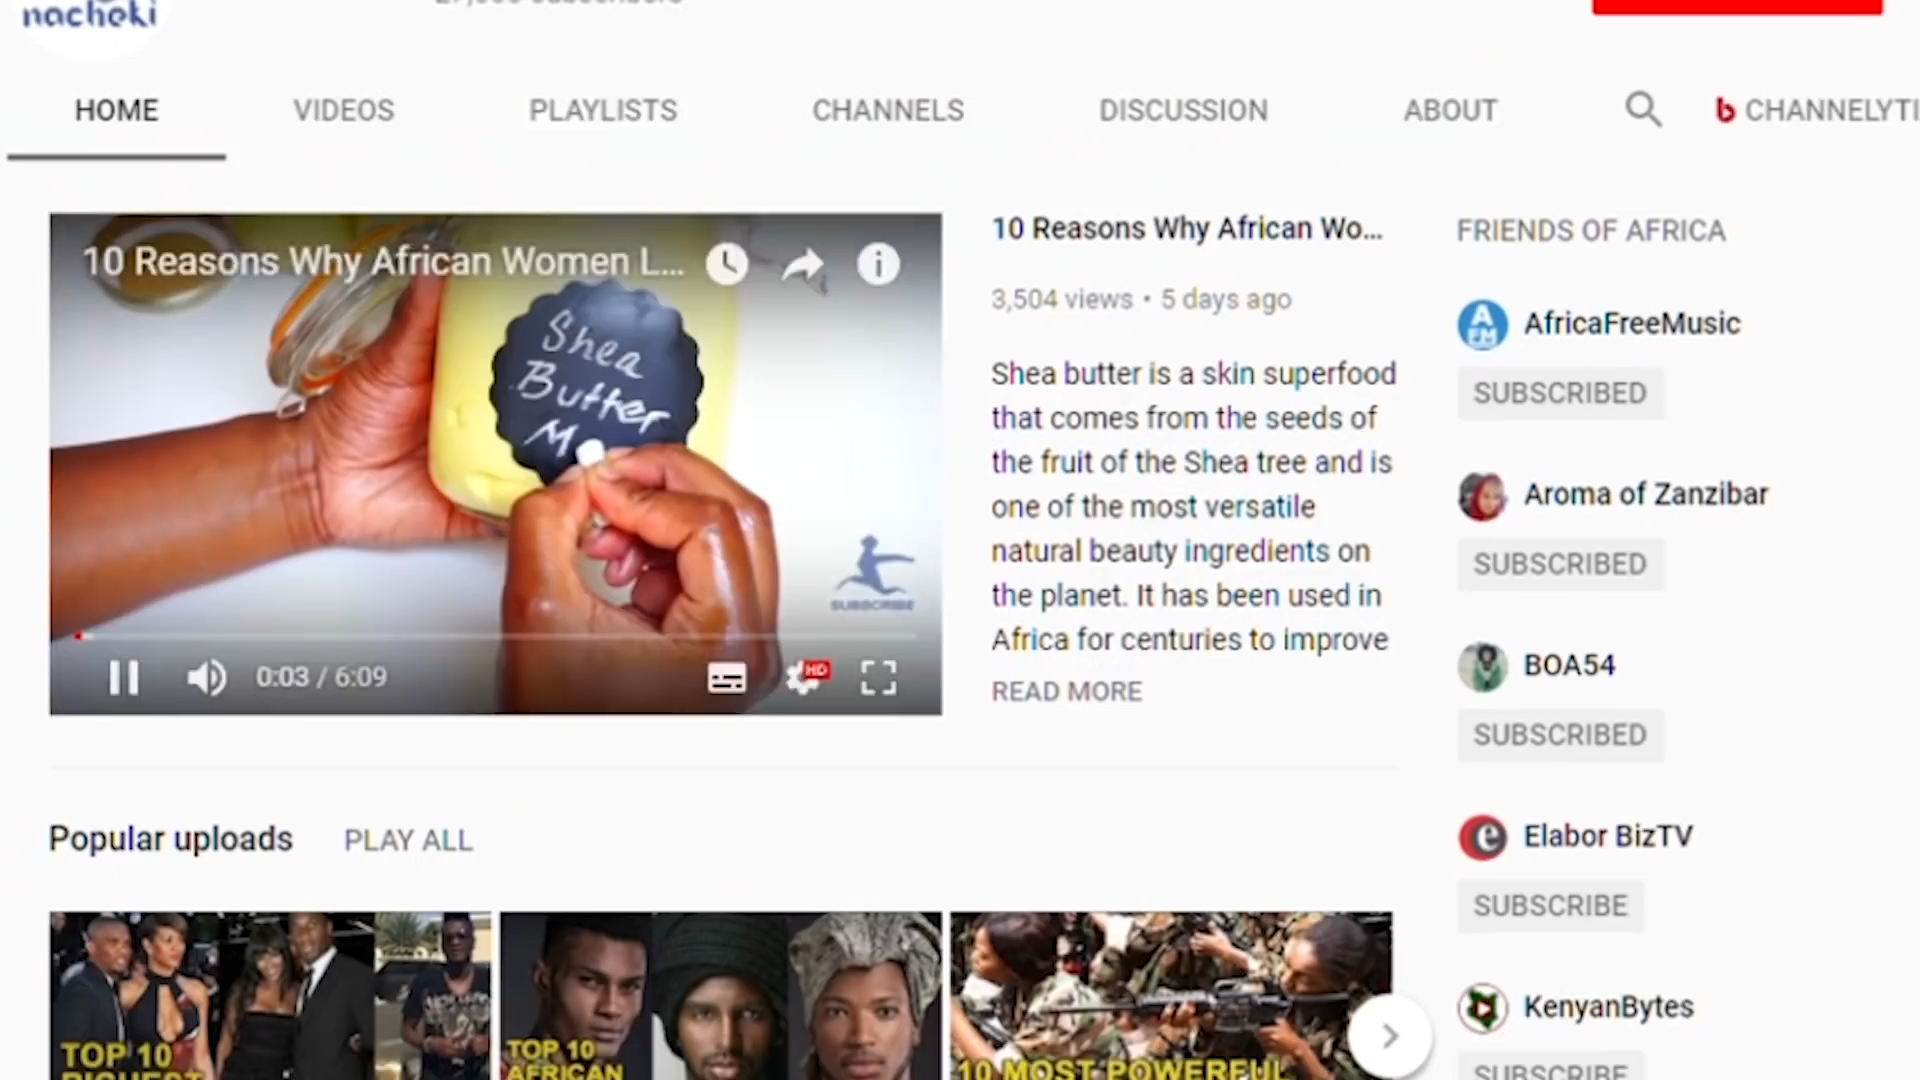 nacheki
HOME
VIDEOS
PLAYLISTS
CHANNELS
DISCUSSION
ABOUT
b CHANNELYTI
10 Reasons Why African Women L...
Shea
Butter
SUBSCRIBE
0:03 / 6:09
HD
10 Reasons Why African Wo...
3,504 views • 5 days ago
Shea butter is a skin superfood
that comes from the seeds of
the fruit of the Shea tree and is
one of the most versatile
natural beauty ingredients on
the planet. It has been used in
Africa for centuries to improve
READ MORE
FRIENDS OF AFRICA
AFM
AfricaFreeMusic
SUBSCRIBED
Aroma of Zanzibar
SUBSCRIBED
BOA54
SUBSCRIBED
e
Elabor BizTV
SUBSCRIBE
KenyanBytes
SUBSCRIBE
Popular uploads
PLAY ALL
TOP 10
RICHEST
TOP 10
AFRICAN
10 MOST POWERFUL